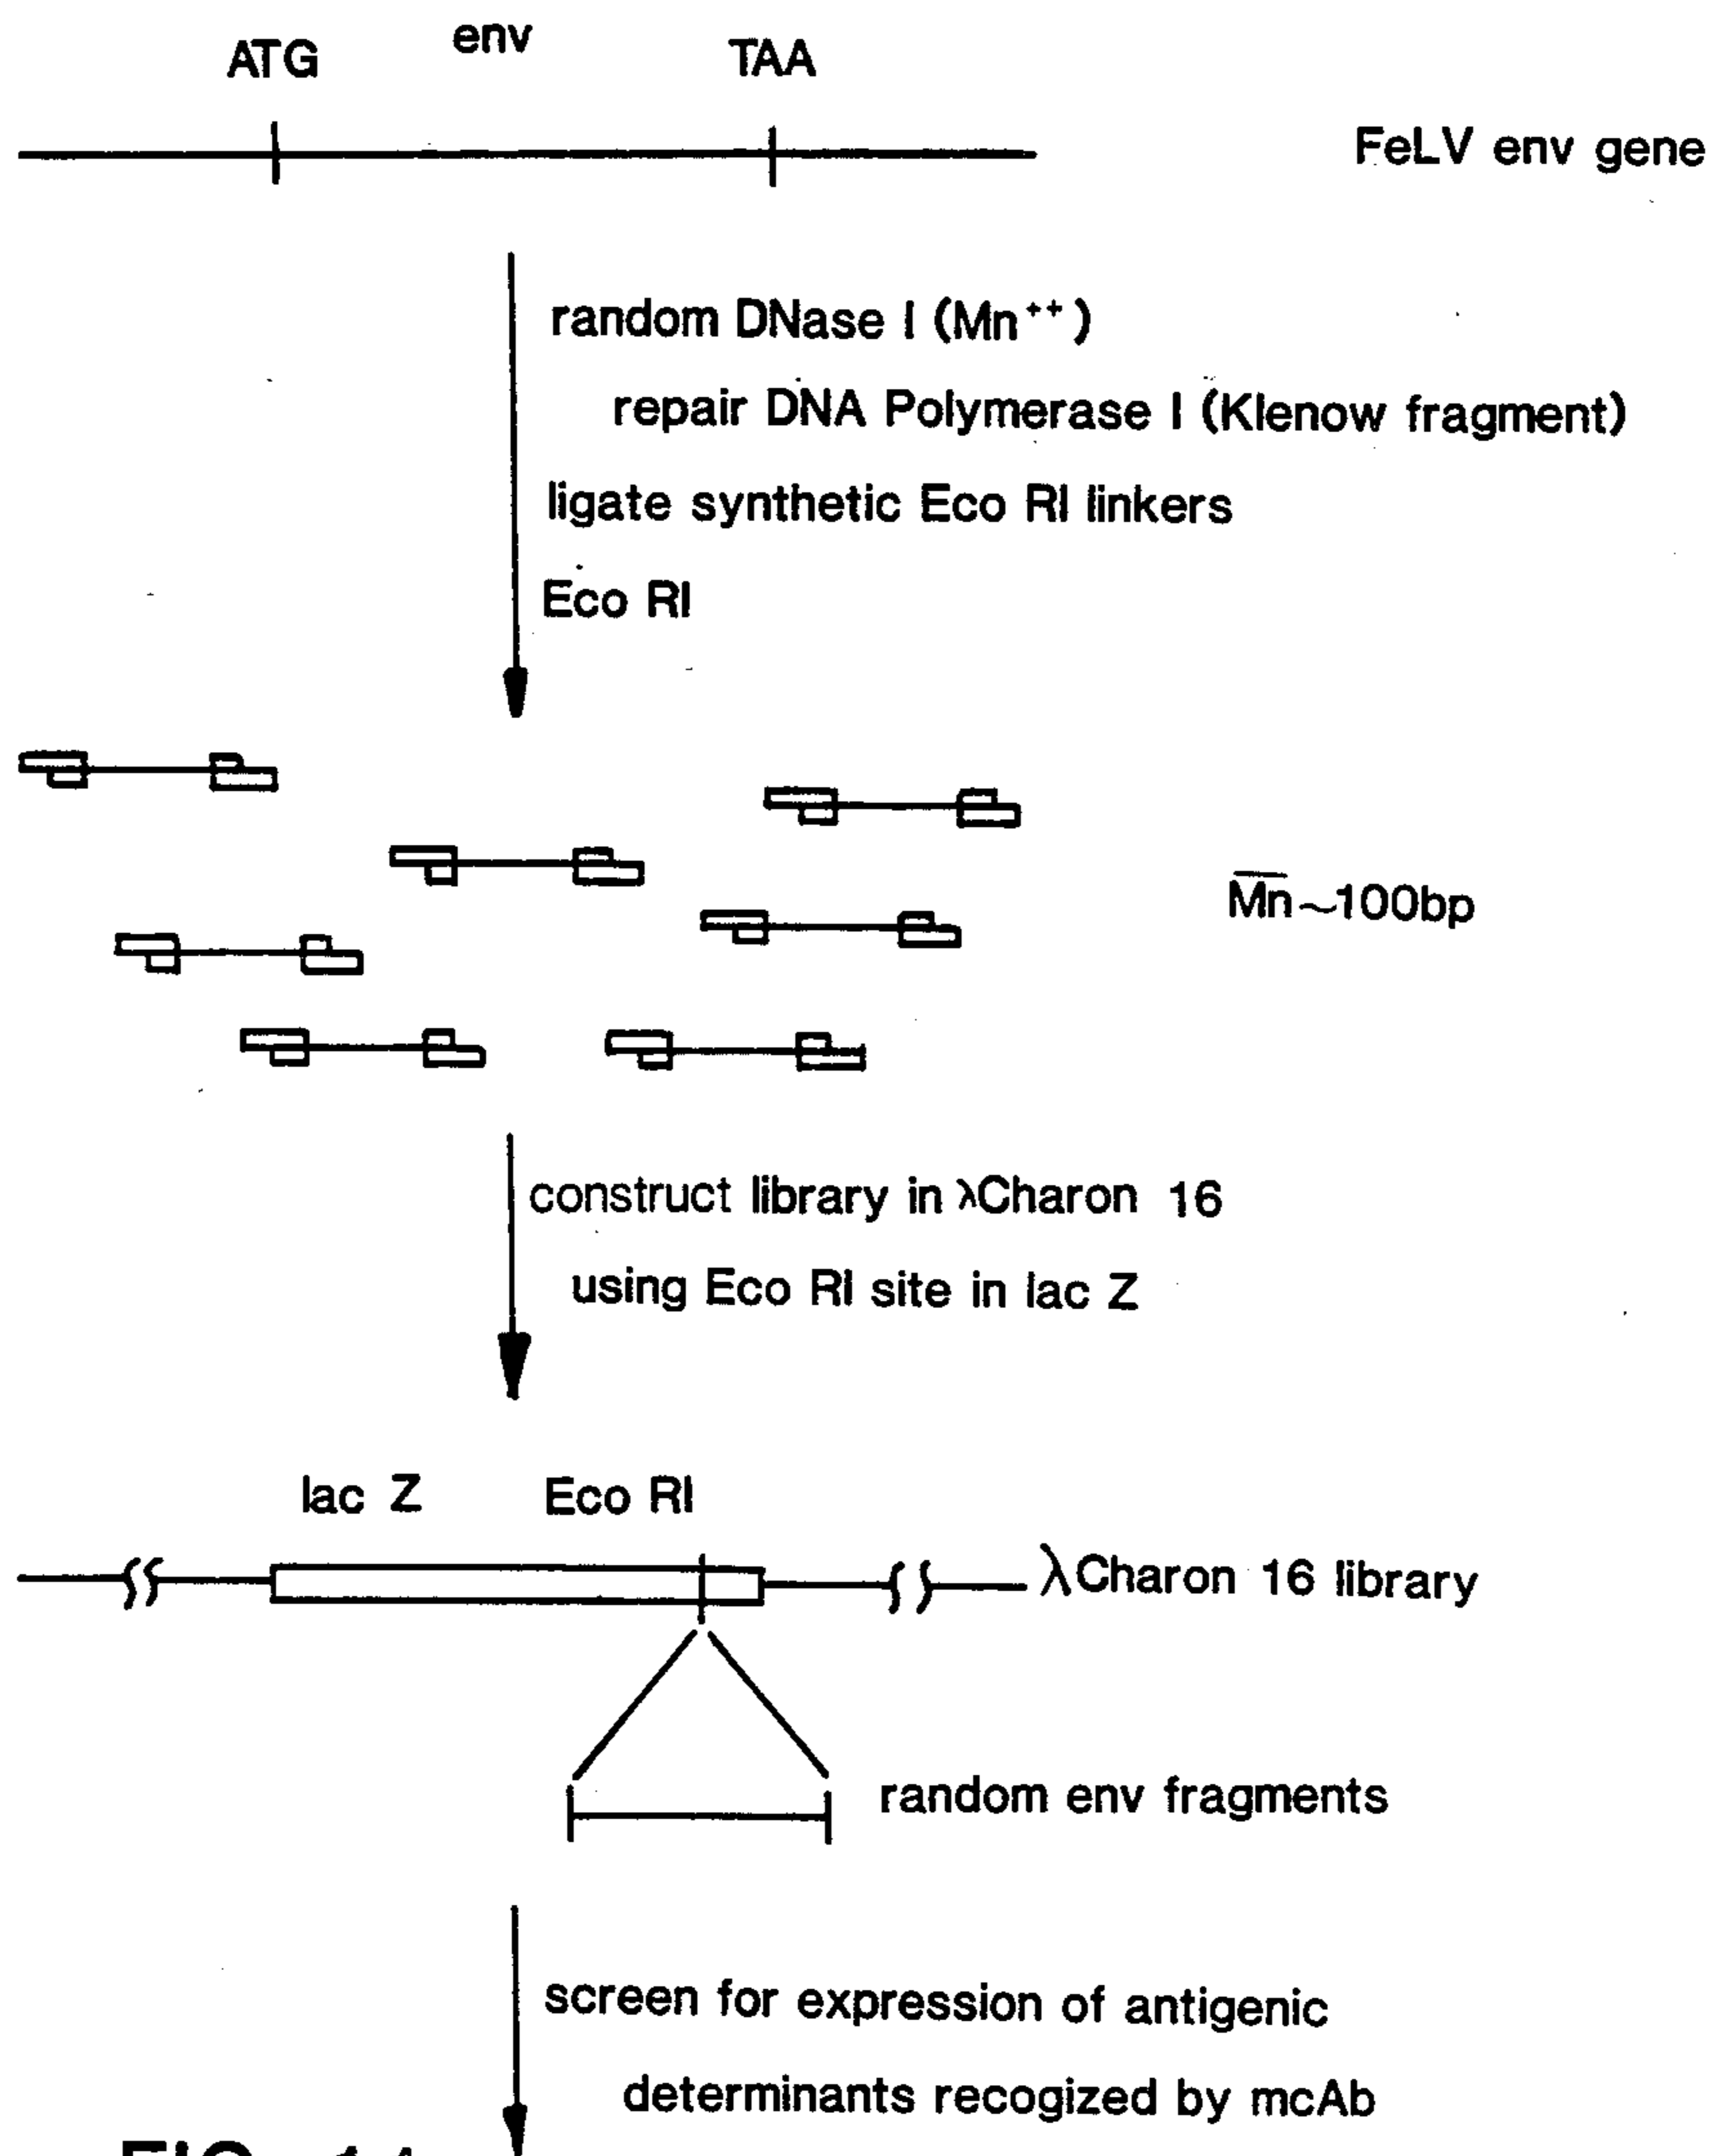 ATG env TAA
FeLV env gene
random DNase I (Mn⁺⁺)
repair DNA Polymerase I (Klenow fragment)
ligate synthetic Eco RI linkers
Eco RI
M̅n̅~100bp
construct library in λCharon 16
using Eco RI site in lac Z
lac Z Eco RI
λCharon 16 library
random env fragments
screen for expression of antigenic
determinants recogized by mcAb